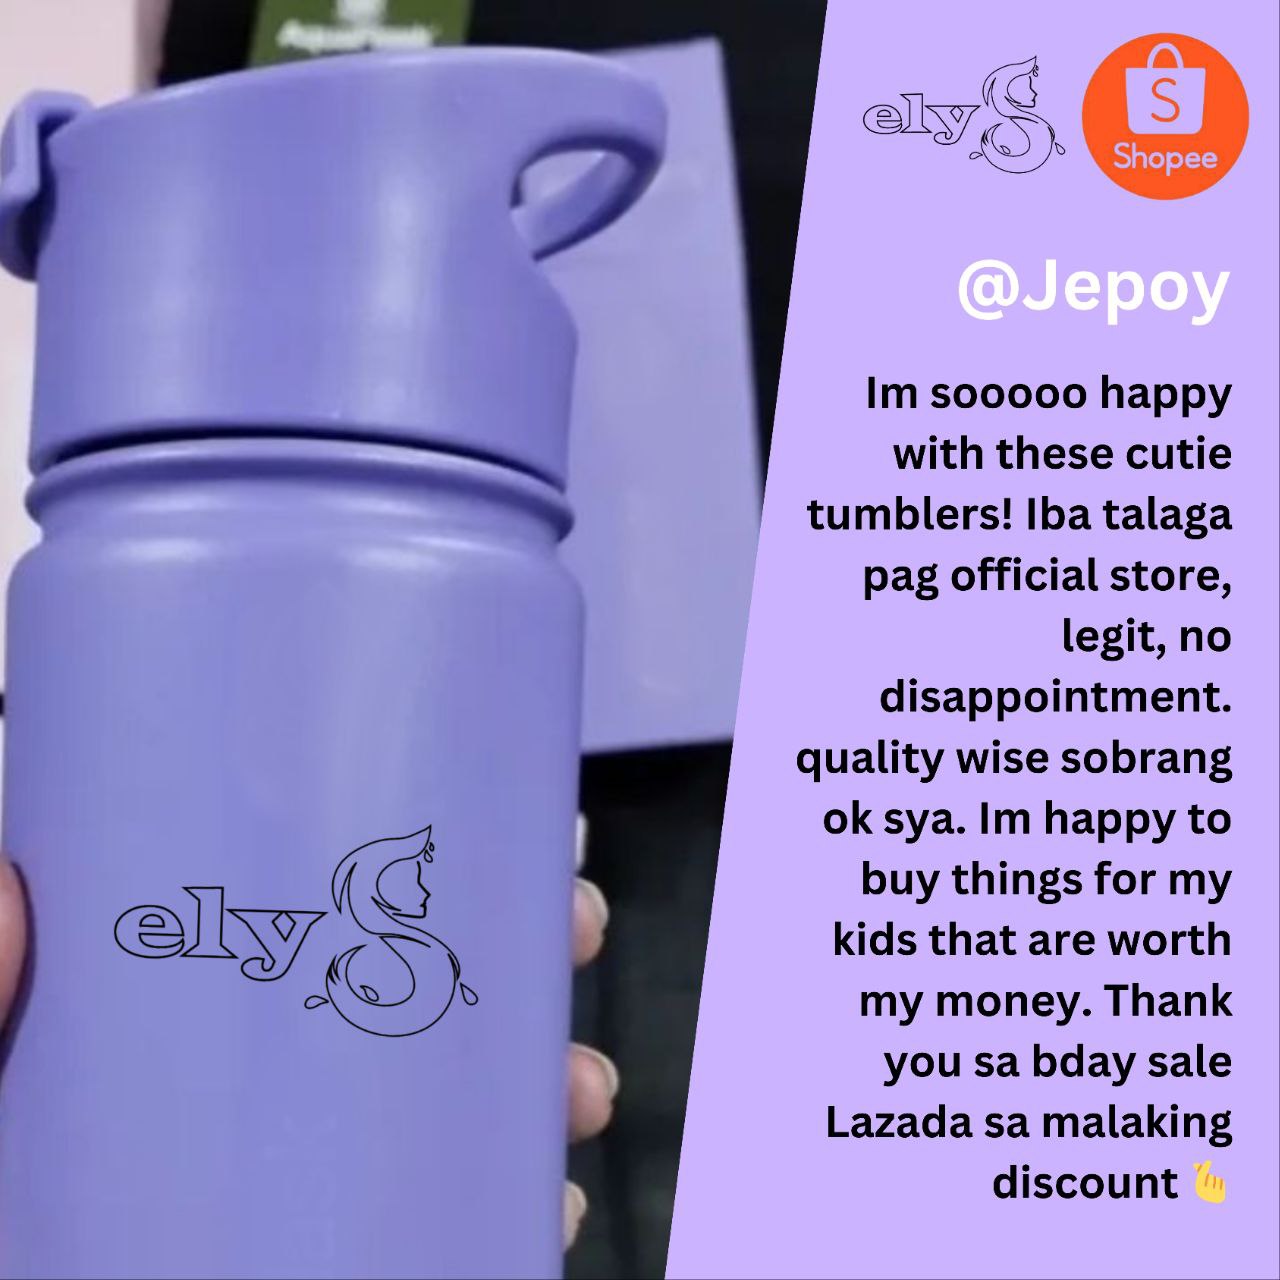 elyS
Shopee
@Jepoy
Im sooooo happy
with these cutie
tumblers! Iba talaga
pag official store,
legit, no
disappointment.
quality wise sobrang
ok sya. Im happy to
buy things for my
kids that are worth
my money. Thank
you sa bday sale
Lazada sa malaking
discount 🫰
elyS